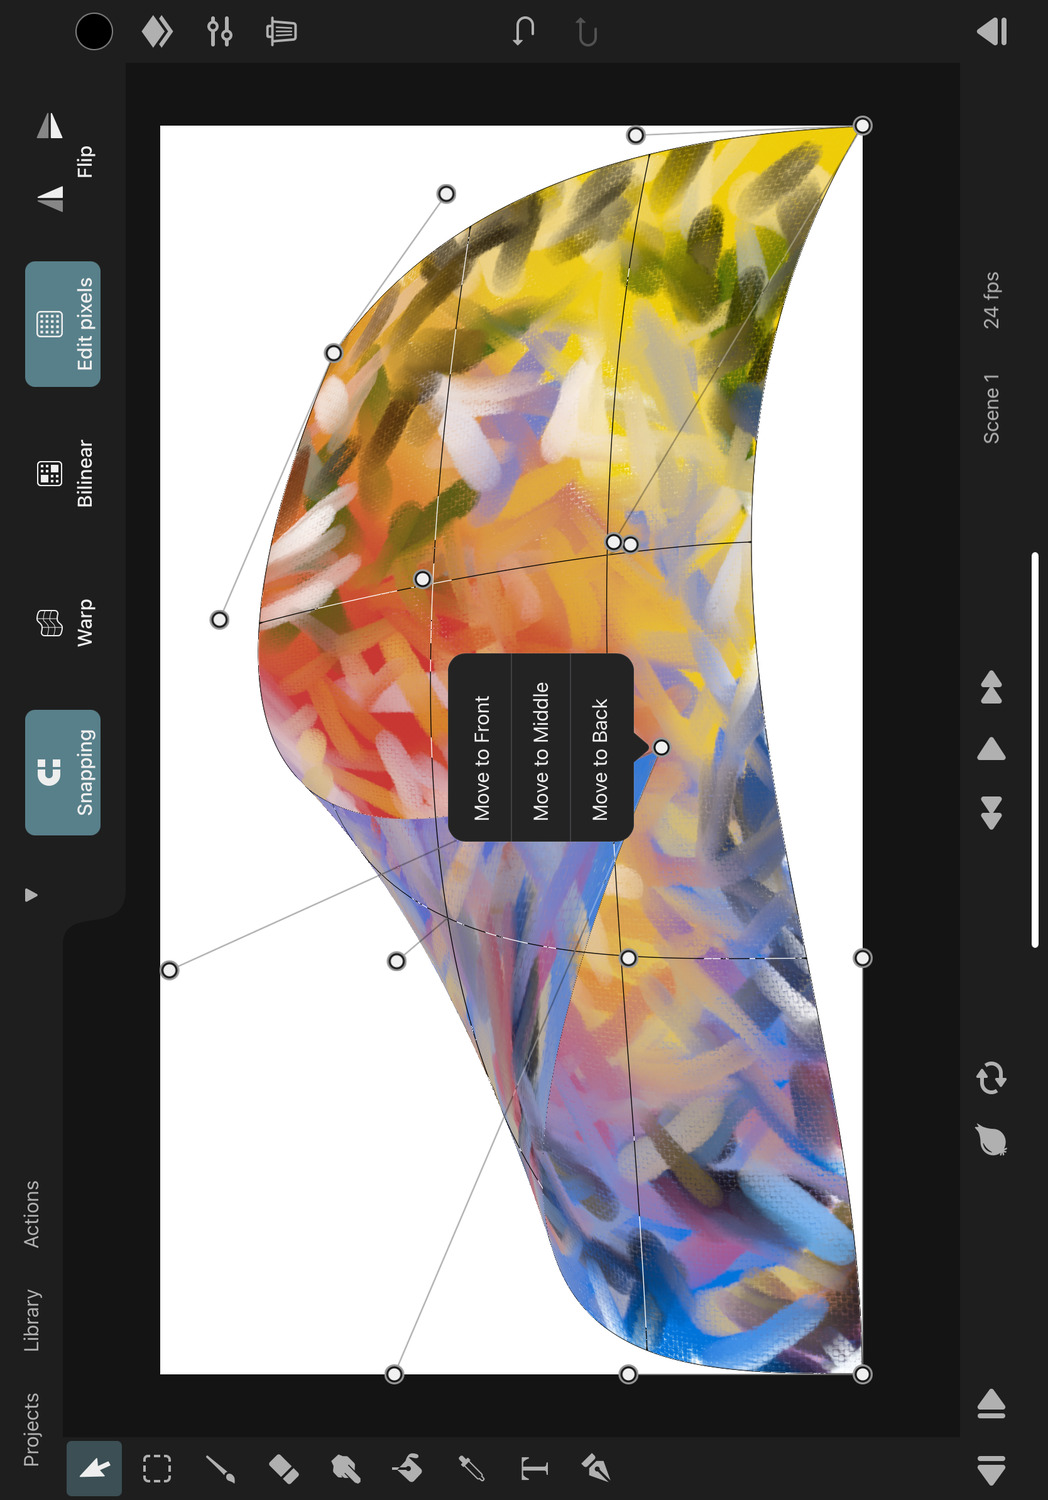 Projects
Library
Actions
Snapping
Warp
Bilinear
Edit pixels
Flip
T
Move to Front
Move to Middle
Move to Back
Scene 1
24 fps